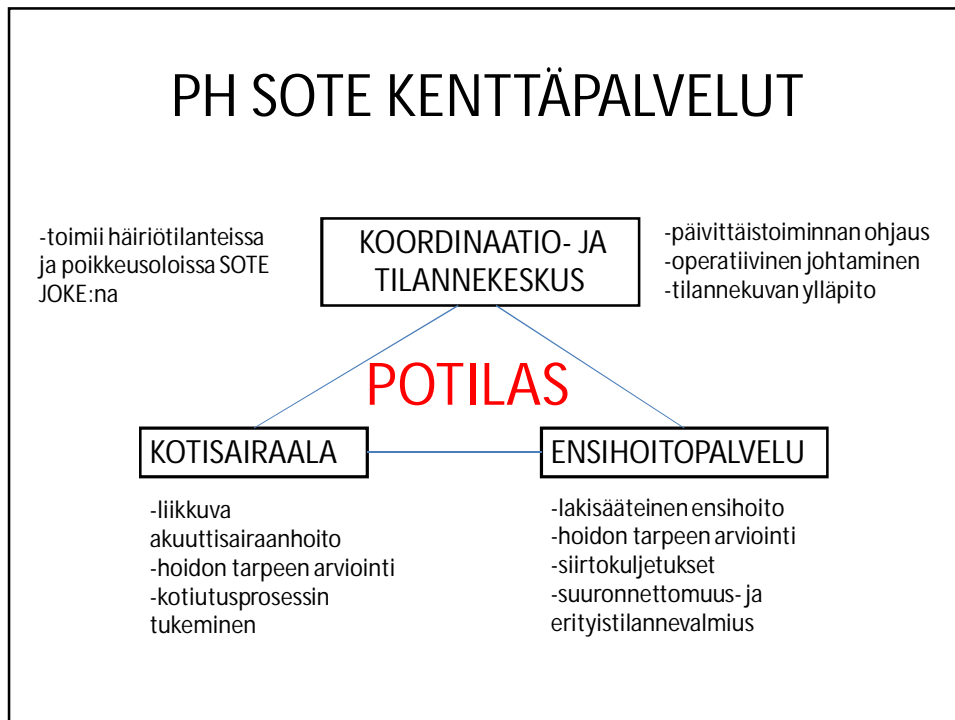 PH SOTE KENTTÄPALVELUT
-toimii häiriötilanteissa
ja poikkeusoloissa SOTE
JOKE:na
KOORDINAATIO- JA
TILANNEKESKUS
-päivittäistoiminnan ohjaus
-operatiivinen johtaminen
-tilannekuvan ylläpito
POTILAS
KOTISAIRAALA
ENSIHOITOPALVELU
-liikkuva
akuuttisairaanhoito
-hoidon tarpeen arviointi
-kotiutusprosessin
tukeminen
-lakisääteinen ensihoito
-hoidon tarpeen arviointi
-siirtokuljetukset
-suuronnettomuus- ja
erityistilannevalmius